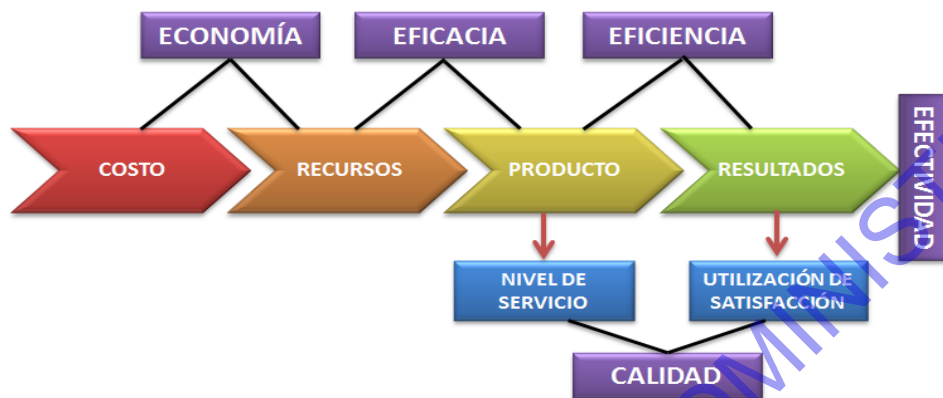 ECONOMÍA
EFICACIA
EFICIENCIA
COSTO
RECURSOS
PRODUCTO
RESULTADOS
EFECTIVIDAD
NIVEL DE
SERVICIO
UTILIZACIÓN DE
SATISFACCIÓN
CALIDAD